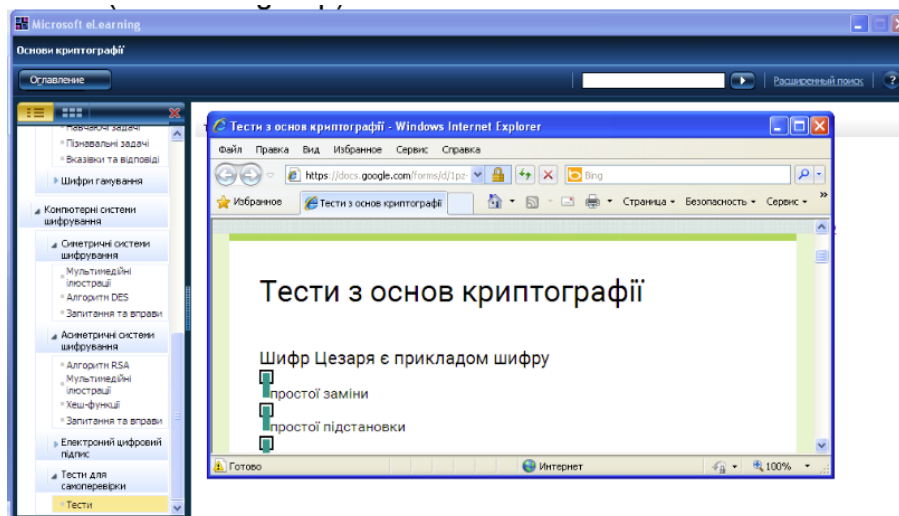 Microsoft eLearning
Основи криптографії
Оглавление
Расширенный поиск
Навчаючі задачі
Пізнавальні задачі
Вказівки та відповіді
Шифри гамування
Компютерні системи
шифрування
Симетричні системи
шифрування
Мультимедійні
ілюстрації
Алгоритм DES
Запитання та вправи
Асиметричні системи
шифрування
Алгоритм RSA
Мультимедійні
ілюстрації
Хеш-функції
Запитання та вправи
Електроний цифровий
підпис
Тести для
самоперевірки
Тести
Тести з основ криптографії - Windows Internet Explorer
Файл Правка Вид Избранное Сервис Справка
https://docs.google.com/forms/d/1pz-
Bing
Избранное
Тести з основ криптографії
Страница
Безопасность
Сервис
Тести з основ криптографії
Шифр Цезаря є прикладом шифру
простої заміни
простої підстановки
Готово
Интернет
100%